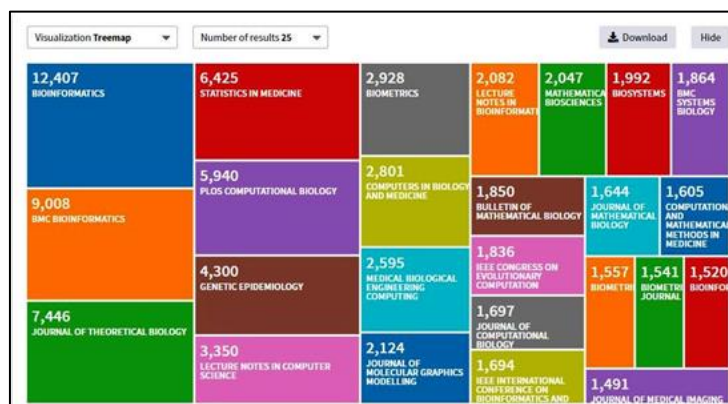 Visualization Treemap
Number of results 25
Download
Hide
12,407
BIOINFORMATICS
9,008
BMC BIOINFORMATICS
7,446
JOURNAL OF THEORETICAL BIOLOGY
6,425
STATISTICS IN MEDICINE
5,940
PLOS COMPUTATIONAL BIOLOGY
4,300
GENETIC EPIDEMIOLOGY
3,350
LECTURE NOTES IN COMPUTER
SCIENCE
2,928
BIOMETRICS
2,801
COMPUTERS IN BIOLOGY
AND MEDICINE
2,595
MEDICAL BIOLOGICAL
ENGINEERING
COMPUTING
2,124
JOURNAL OF
MOLECULAR GRAPHICS
MODELLING
2,082
LECTURE
NOTES IN
BIOINFORMATI
2,047
MATHEMATICA
BIOSCIENCES
1,992
BIOSYSTEMS
1,864
BMC
SYSTEMS
BIOLOGY
1,850
BULLETIN OF
MATHEMATICAL BIOLOGY
1,836
IEEE CONGRESS ON
EVOLUTIONARY
COMPUTATION
1,697
JOURNAL OF
COMPUTATIONAL
BIOLOGY
1,694
IEEE INTERNATIONAL
CONFERENCE ON
BIOINFORMATICS AND
1,644
JOURNAL OF
MATHEMATICAL
BIOLOGY
1,605
COMPUTATION
AND
MATHEMATICAL
METHODS IN
MEDICINE
1,557
BIOMETRI
1,541
BIOMETRI
JOURNAL
1,520
BIOINFOR
1,491
JOURNAL OF MEDICAL IMAGING